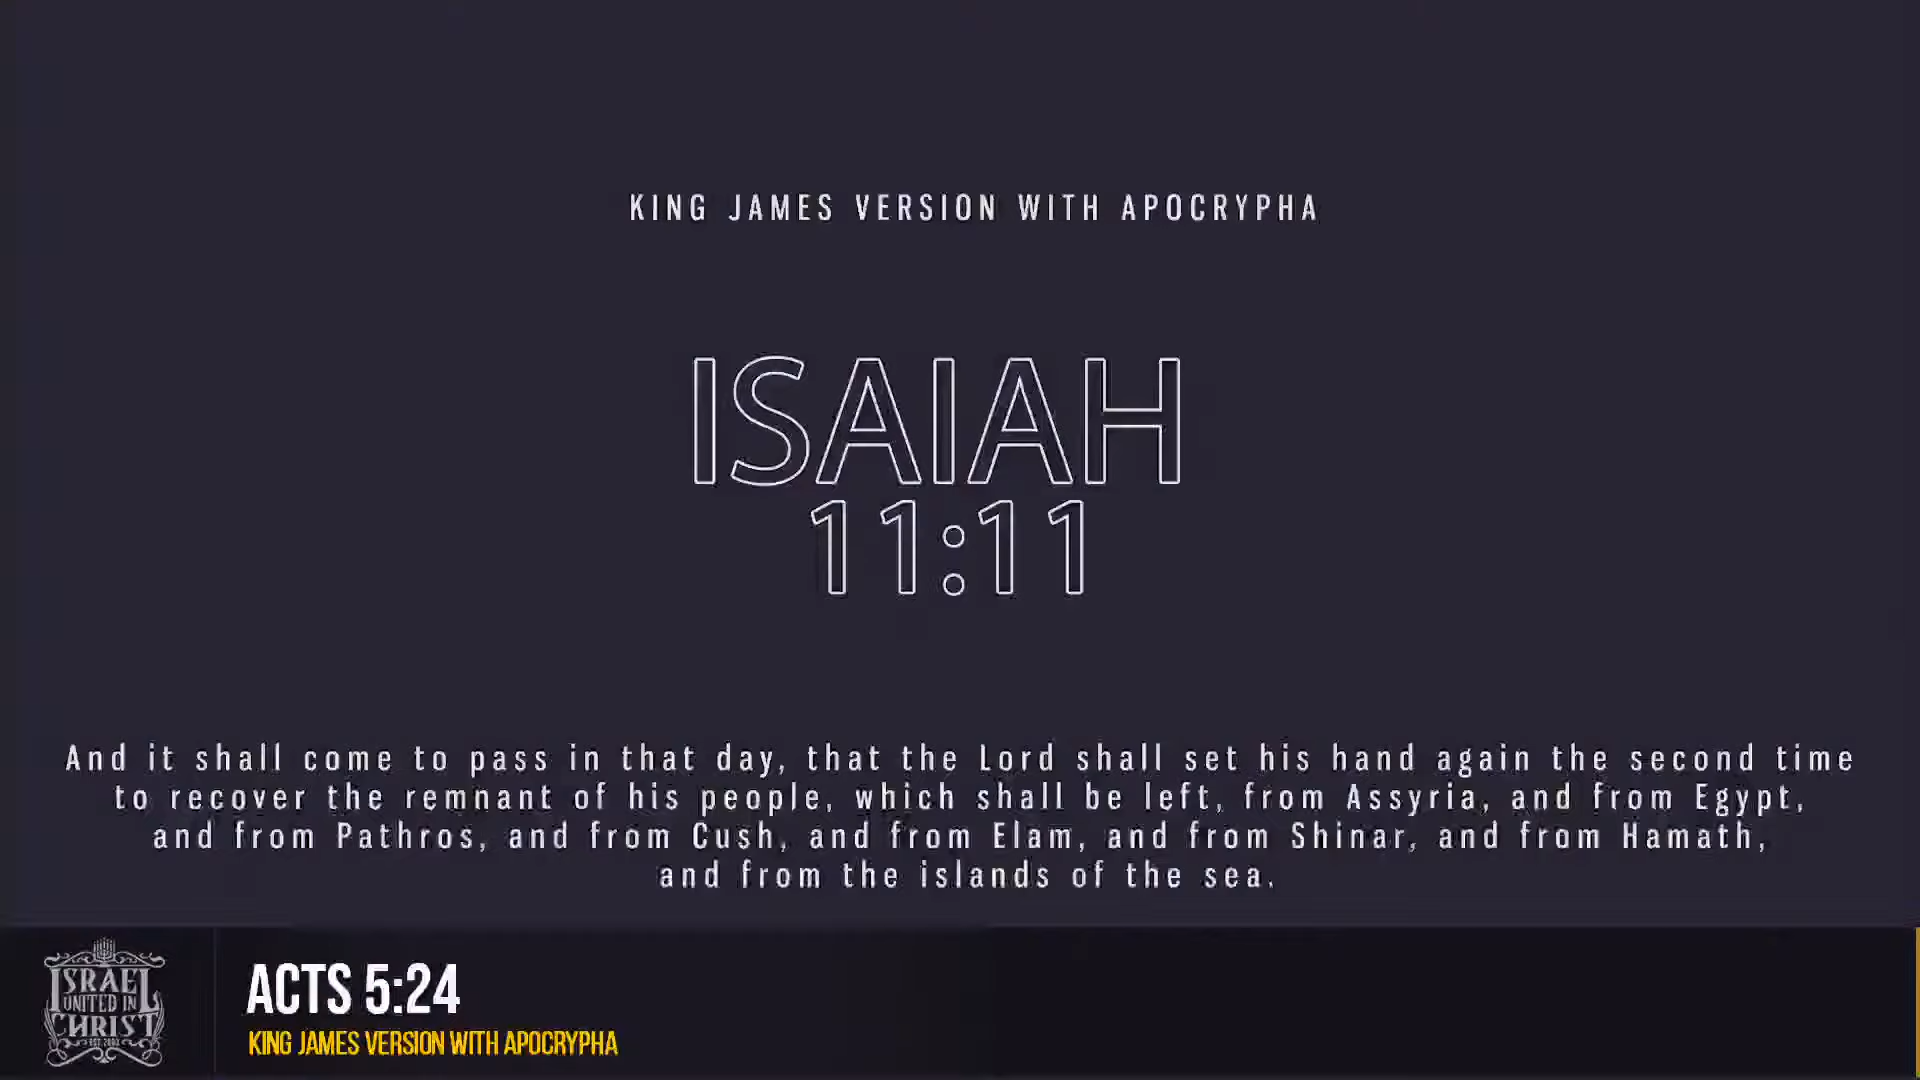 KING JAMES VERSION WITH APOCRYPHA
ISAIAH
11:11
And it shall come to pass in that day, that the Lord shall set his hand again the second time
to recover the remnant of his people, which shall be left, from Assyria, and from Egypt,
and from Pathros, and from Cush, and from Elam, and from Shinar, and from Hamath,
and from the islands of the sea.
ISRAEL
UNITED IN
CHRIST
EST. 2003
ACTS 5:24
KING JAMES VERSION WITH APOCRYPHA